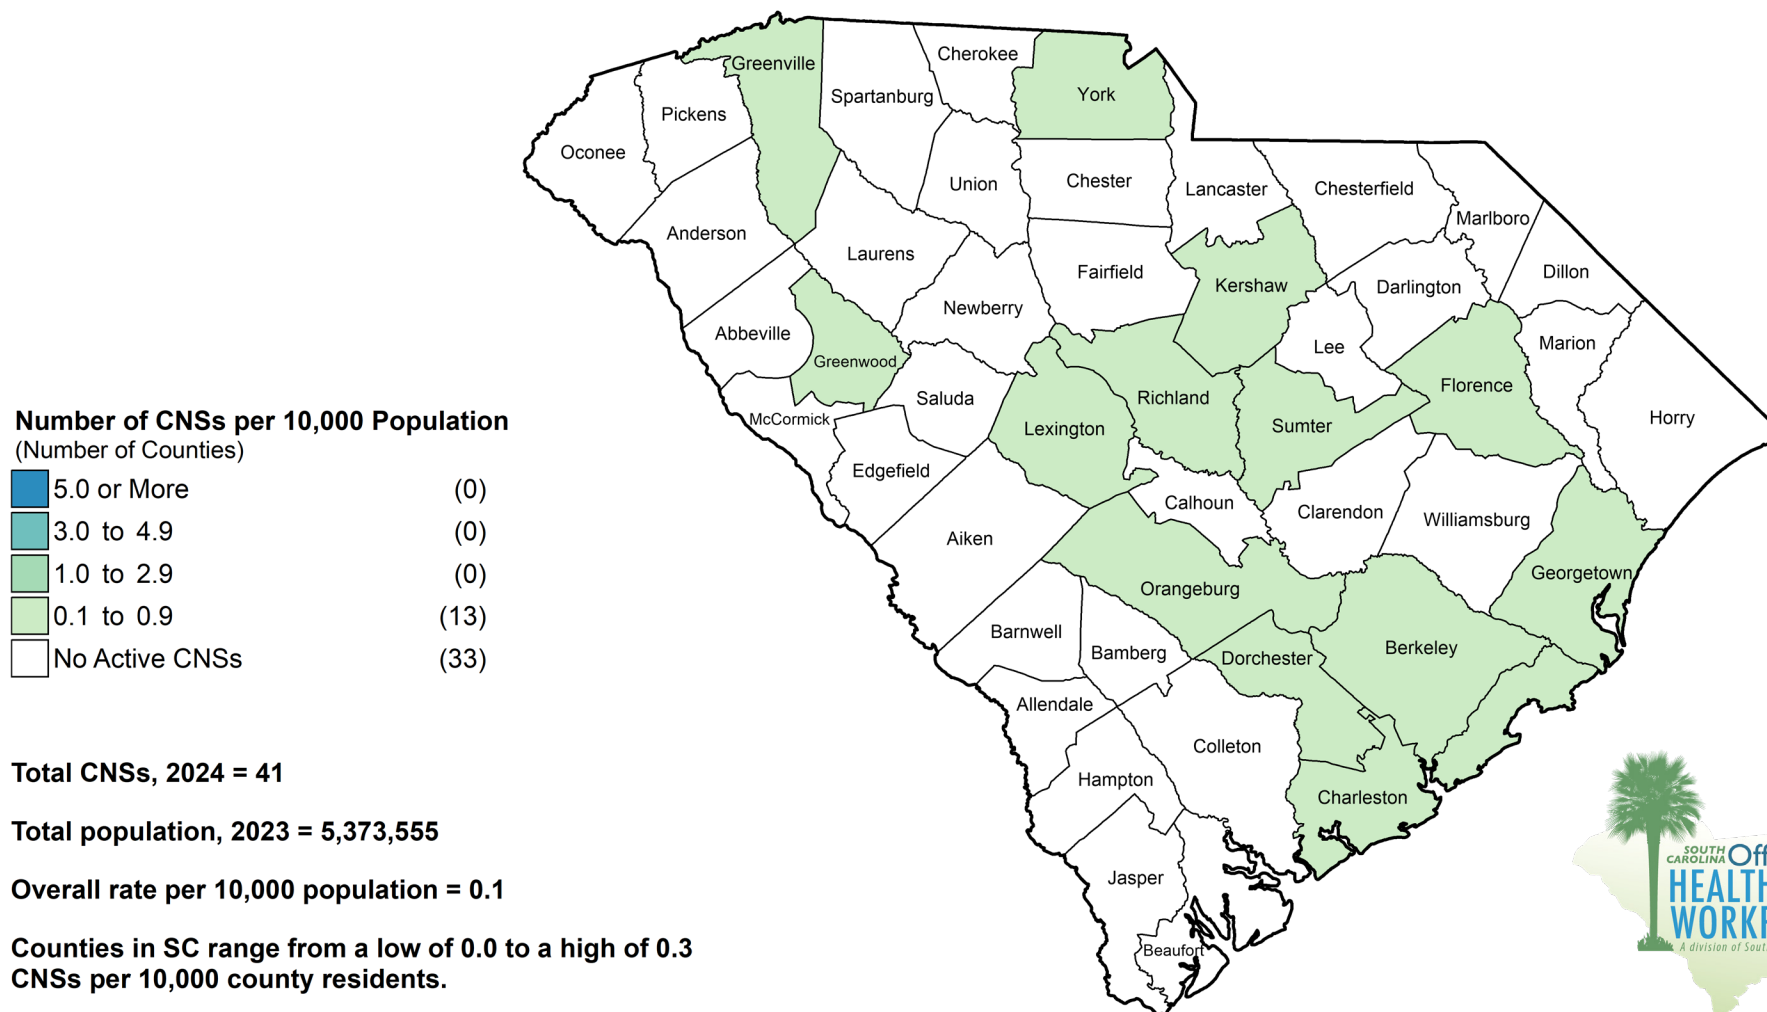 Greenville
Cherokee
York
Spartanburg
Pickens
Oconee
Union
Chester
Lancaster
Chesterfield
Marlboro
Anderson
Laurens
Fairfield
Kershaw
Darlington
Dillon
Newberry
Abbeville
Greenwood
Lee
Marion
Saluda
Richland
Florence
McCormick
Lexington
Sumter
Horry
Edgefield
Calhoun
Clarendon
Williamsburg
Aiken
Georgetown
Orangeburg
Barnwell
Bamberg
Dorchester
Berkeley
Allendale
Colleton
Hampton
Charleston
Jasper
Beaufort
Number of CNSs per 10,000 Population
(Number of Counties)
5.0 or More (0)
3.0 to 4.9 (0)
1.0 to 2.9 (0)
0.1 to 0.9 (13)
No Active CNSs (33)
Total CNSs, 2024 = 41
Total population, 2023 = 5,373,555
Overall rate per 10,000 population = 0.1
Counties in SC range from a low of 0.0 to a high of 0.3
CNSs per 10,000 county residents.
SOUTH
CAROLINA Off
HEALTH
WORKF
A division of Sout